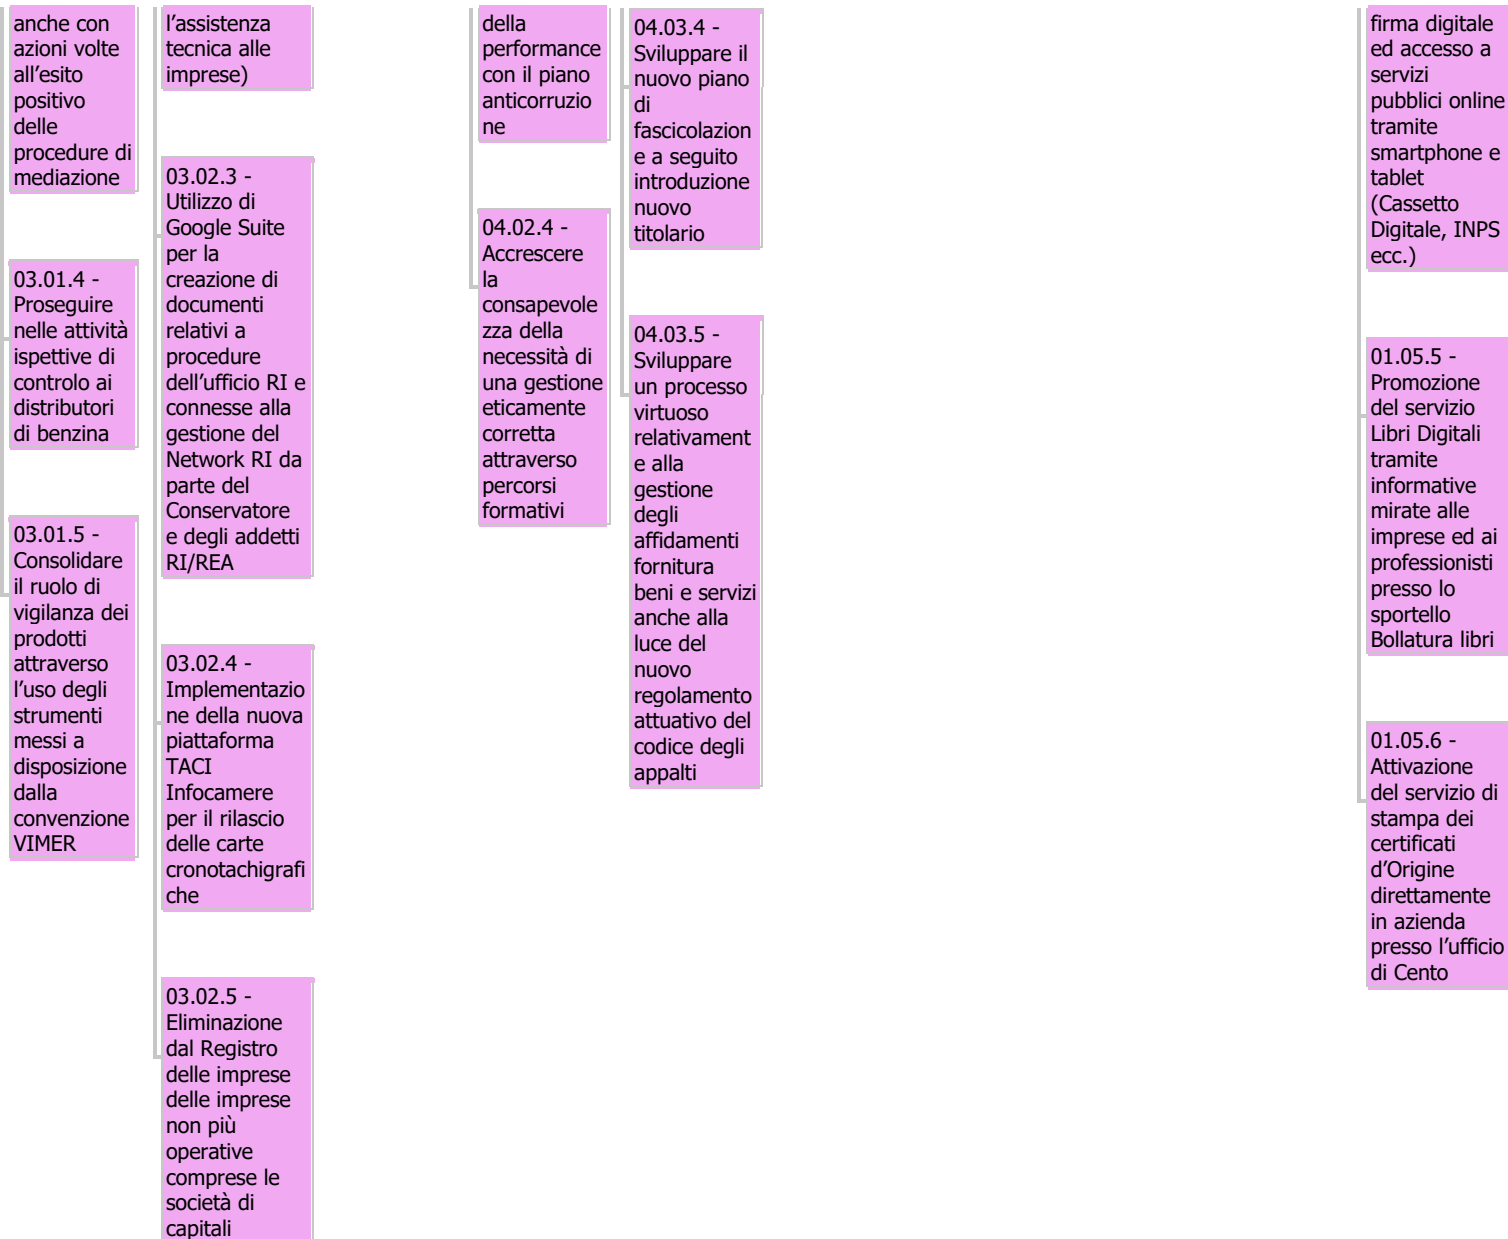 anche con
azioni volte
all'esito
positivo
delle
procedure di
mediazione
03.01.4 -
Proseguire
nelle attività
ispettive di
controlo ai
distributori
di benzina
03.01.5 -
Consolidare
il ruolo di
vigilanza dei
prodotti
attraverso
l’uso degli
strumenti
messi a
disposizione
dalla
convenzione
VIMER
l’assistenza
tecnica alle
imprese)
03.02.3 -
Utilizzo di
Google Suite
per la
creazione di
documenti
relativi a
procedure
dell’ufficio RI e
connesse alla
gestione del
Network RI da
parte del
Conservatore
e degli addetti
RI/REA
03.02.4 -
Implementazio
ne della nuova
piattaforma
TACI
Infocamere
per il rilascio
delle carte
cronotachigrafi
che
03.02.5 -
Eliminazione
dal Registro
delle imprese
delle imprese
non più
operative
comprese le
società di
capitali
della
performance
con il piano
anticorruzio
ne
04.02.4 -
Accrescere
la
consapevole
zza della
necessità di
una gestione
eticamente
corretta
attraverso
percorsi
formativi
04.03.4 -
Sviluppare il
nuovo piano
di
fascicolazion
e a seguito
introduzione
nuovo
titolario
04.03.5 -
Sviluppare
un processo
virtuoso
relativament
e alla
gestione
degli
affidamenti
fornitura
beni e servizi
anche alla
luce del
nuovo
regolamento
attuativo del
codice degli
appalti
firma digitale
ed accesso a
servizi
pubblici online
tramite
smartphone e
tablet
(Cassetto
Digitale, INPS
ecc.)
01.05.5 -
Promozione
del servizio
Libri Digitali
tramite
informative
mirate alle
imprese ed ai
professionisti
presso lo
sportello
Bollatura libri
01.05.6 -
Attivazione
del servizio di
stampa dei
certificati
d’Origine
direttamente
in azienda
presso l’ufficio
di Cento